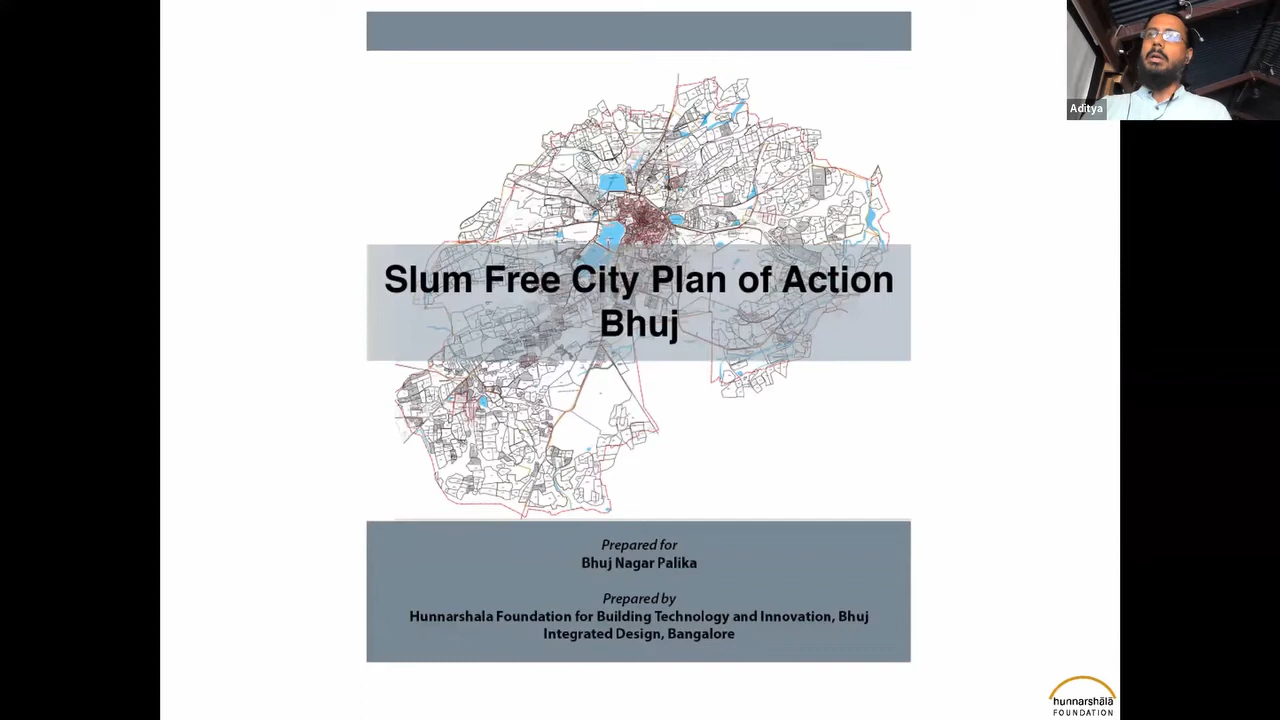 Aditya
Slum Free City Plan of Action
Bhuj
Prepared for
Bhuj Nagar Palika
Prepared by
Hunnarshala Foundation for Building Technology and Innovation, Bhuj
Integrated Design, Bangalore
hunnarshālā
FOUNDATION